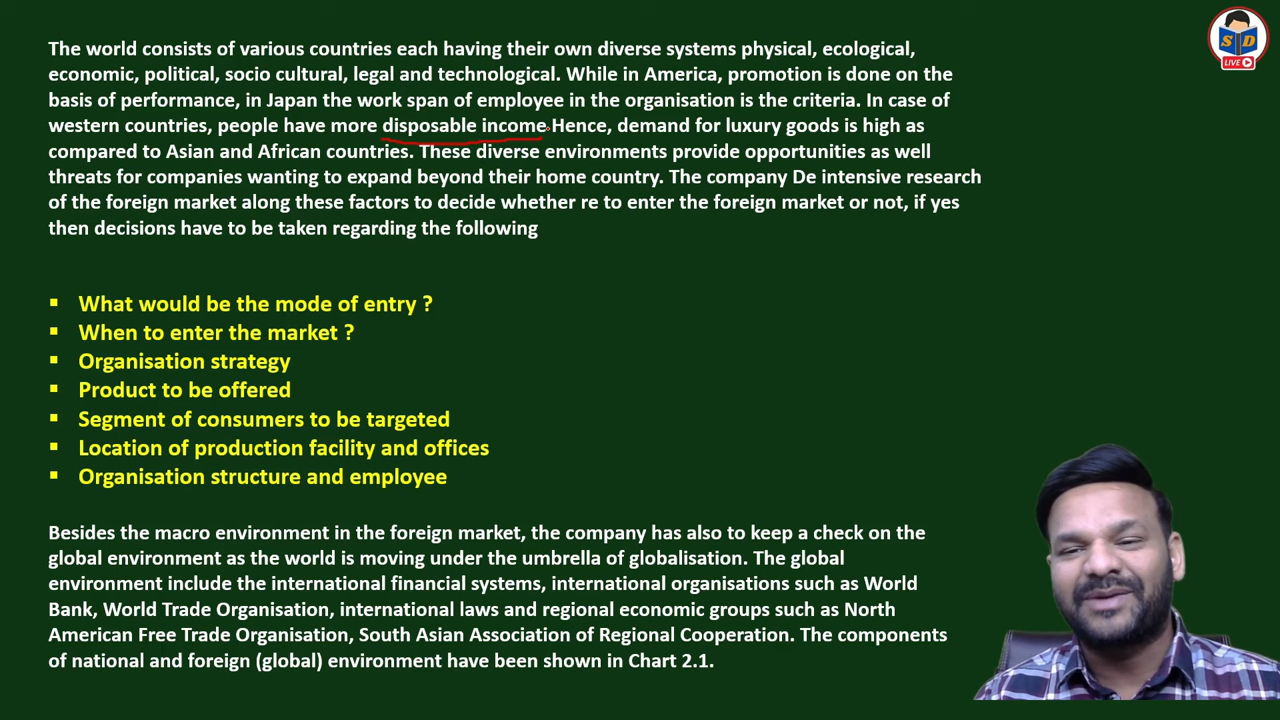 SD
LIVE
The world consists of various countries each having their own diverse systems physical, ecological,
economic, political, socio cultural, legal and technological. While in America, promotion is done on the
basis of performance, in Japan the work span of employee in the organisation is the criteria. In case of
western countries, people have more disposable income Hence, demand for luxury goods is high as
compared to Asian and African countries. These diverse environments provide opportunities as well
threats for companies wanting to expand beyond their home country. The company De intensive research
of the foreign market along these factors to decide whether re to enter the foreign market or not, if yes
then decisions have to be taken regarding the following
▪ What would be the mode of entry ?
▪ When to enter the market ?
▪ Organisation strategy
▪ Product to be offered
▪ Segment of consumers to be targeted
▪ Location of production facility and offices
▪ Organisation structure and employee
Besides the macro environment in the foreign market, the company has also to keep a check on the
global environment as the world is moving under the umbrella of globalisation. The global
environment include the international financial systems, international organisations such as World
Bank, World Trade Organisation, international laws and regional economic groups such as North
American Free Trade Organisation, South Asian Association of Regional Cooperation. The components
of national and foreign (global) environment have been shown in Chart 2.1.